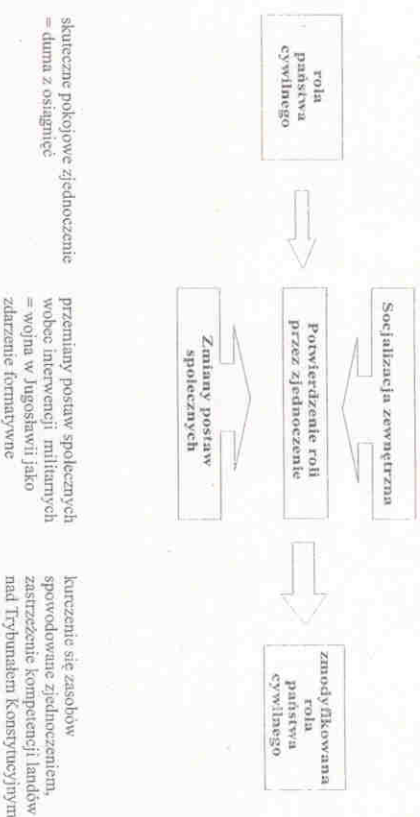 rola
państwa
cywilnego
Socjalizacja zewnętrzna
Potwierdzenie roli
przez zjednoczenie
Zmiany postaw
społecznych
zmodyfikowana
rola
państwa
cywilnego
skuteczne pokojowe zjednoczenie
= duma z osiągnięć
przemiany postaw społecznych
wobec interwencji militarnych
= wojna w Jugosławii jako
zdarzenie formatywne
kurczenie się zasobów
spowodowane zjednoczeniem,
zastrzeżenie kompetencji landów
nad Trybunałem Konstytucyjnym